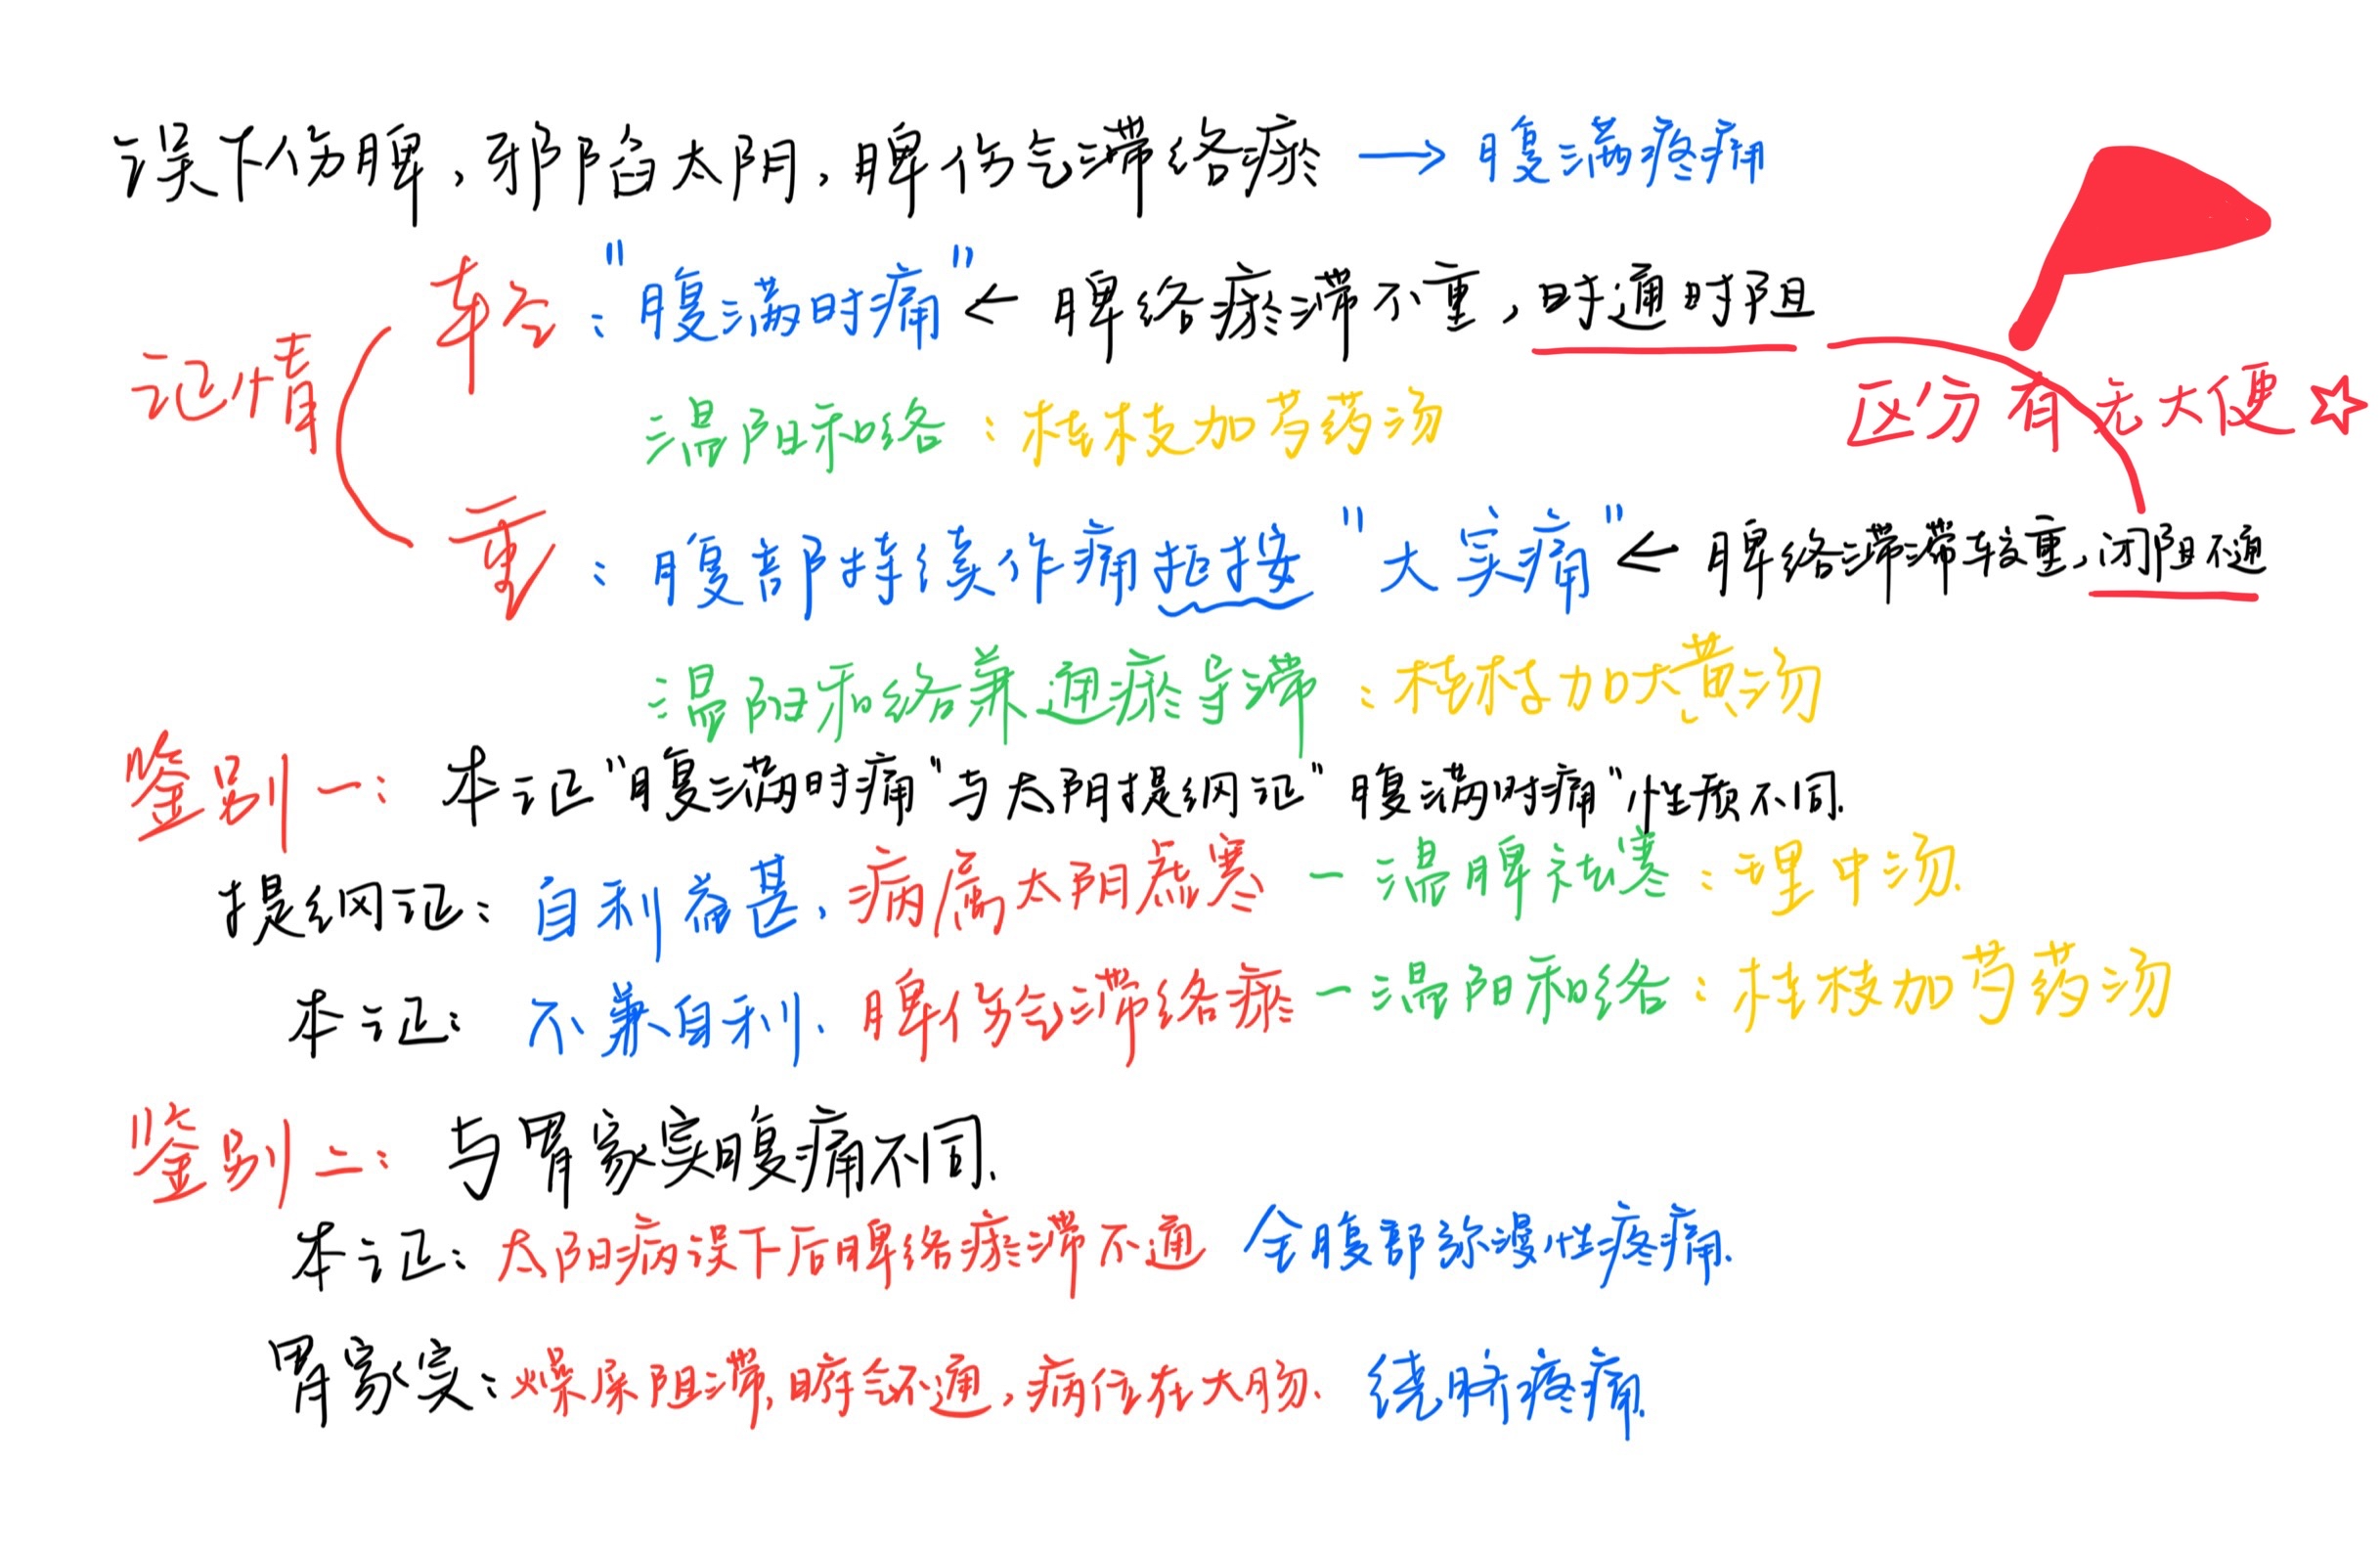 误下伤脾，邪陷太阴，脾伤气滞络瘀 → 腹满疼痛
轻："腹满时痛" ← 脾络瘀滞不重，时通时阻
记情
区分有无大便☆
温阳和络：桂枝加芍药汤
重：腹部持续作痛拒按 "大实痛" ← 脾络滞滞较重，闭阻不通
温阳和络兼通瘀导滞：桂枝加大黄汤
鉴别一：本证"腹满时痛"与太阴提纲证"腹满时痛"性质不同.
提纲证：自利益甚，病属太阴虚寒 - 温脾祛寒：理中汤.
本证：不兼自利、脾伤气滞络瘀 - 温阳和络：桂枝加芍药汤
鉴别二：与胃家实腹痛不同.
本证：太阳病误下后脾络瘀滞不通 全腹部弥漫性疼痛.
胃家实：燥屎阻滞，腑气不通，病位在大肠、绕脐疼痛.